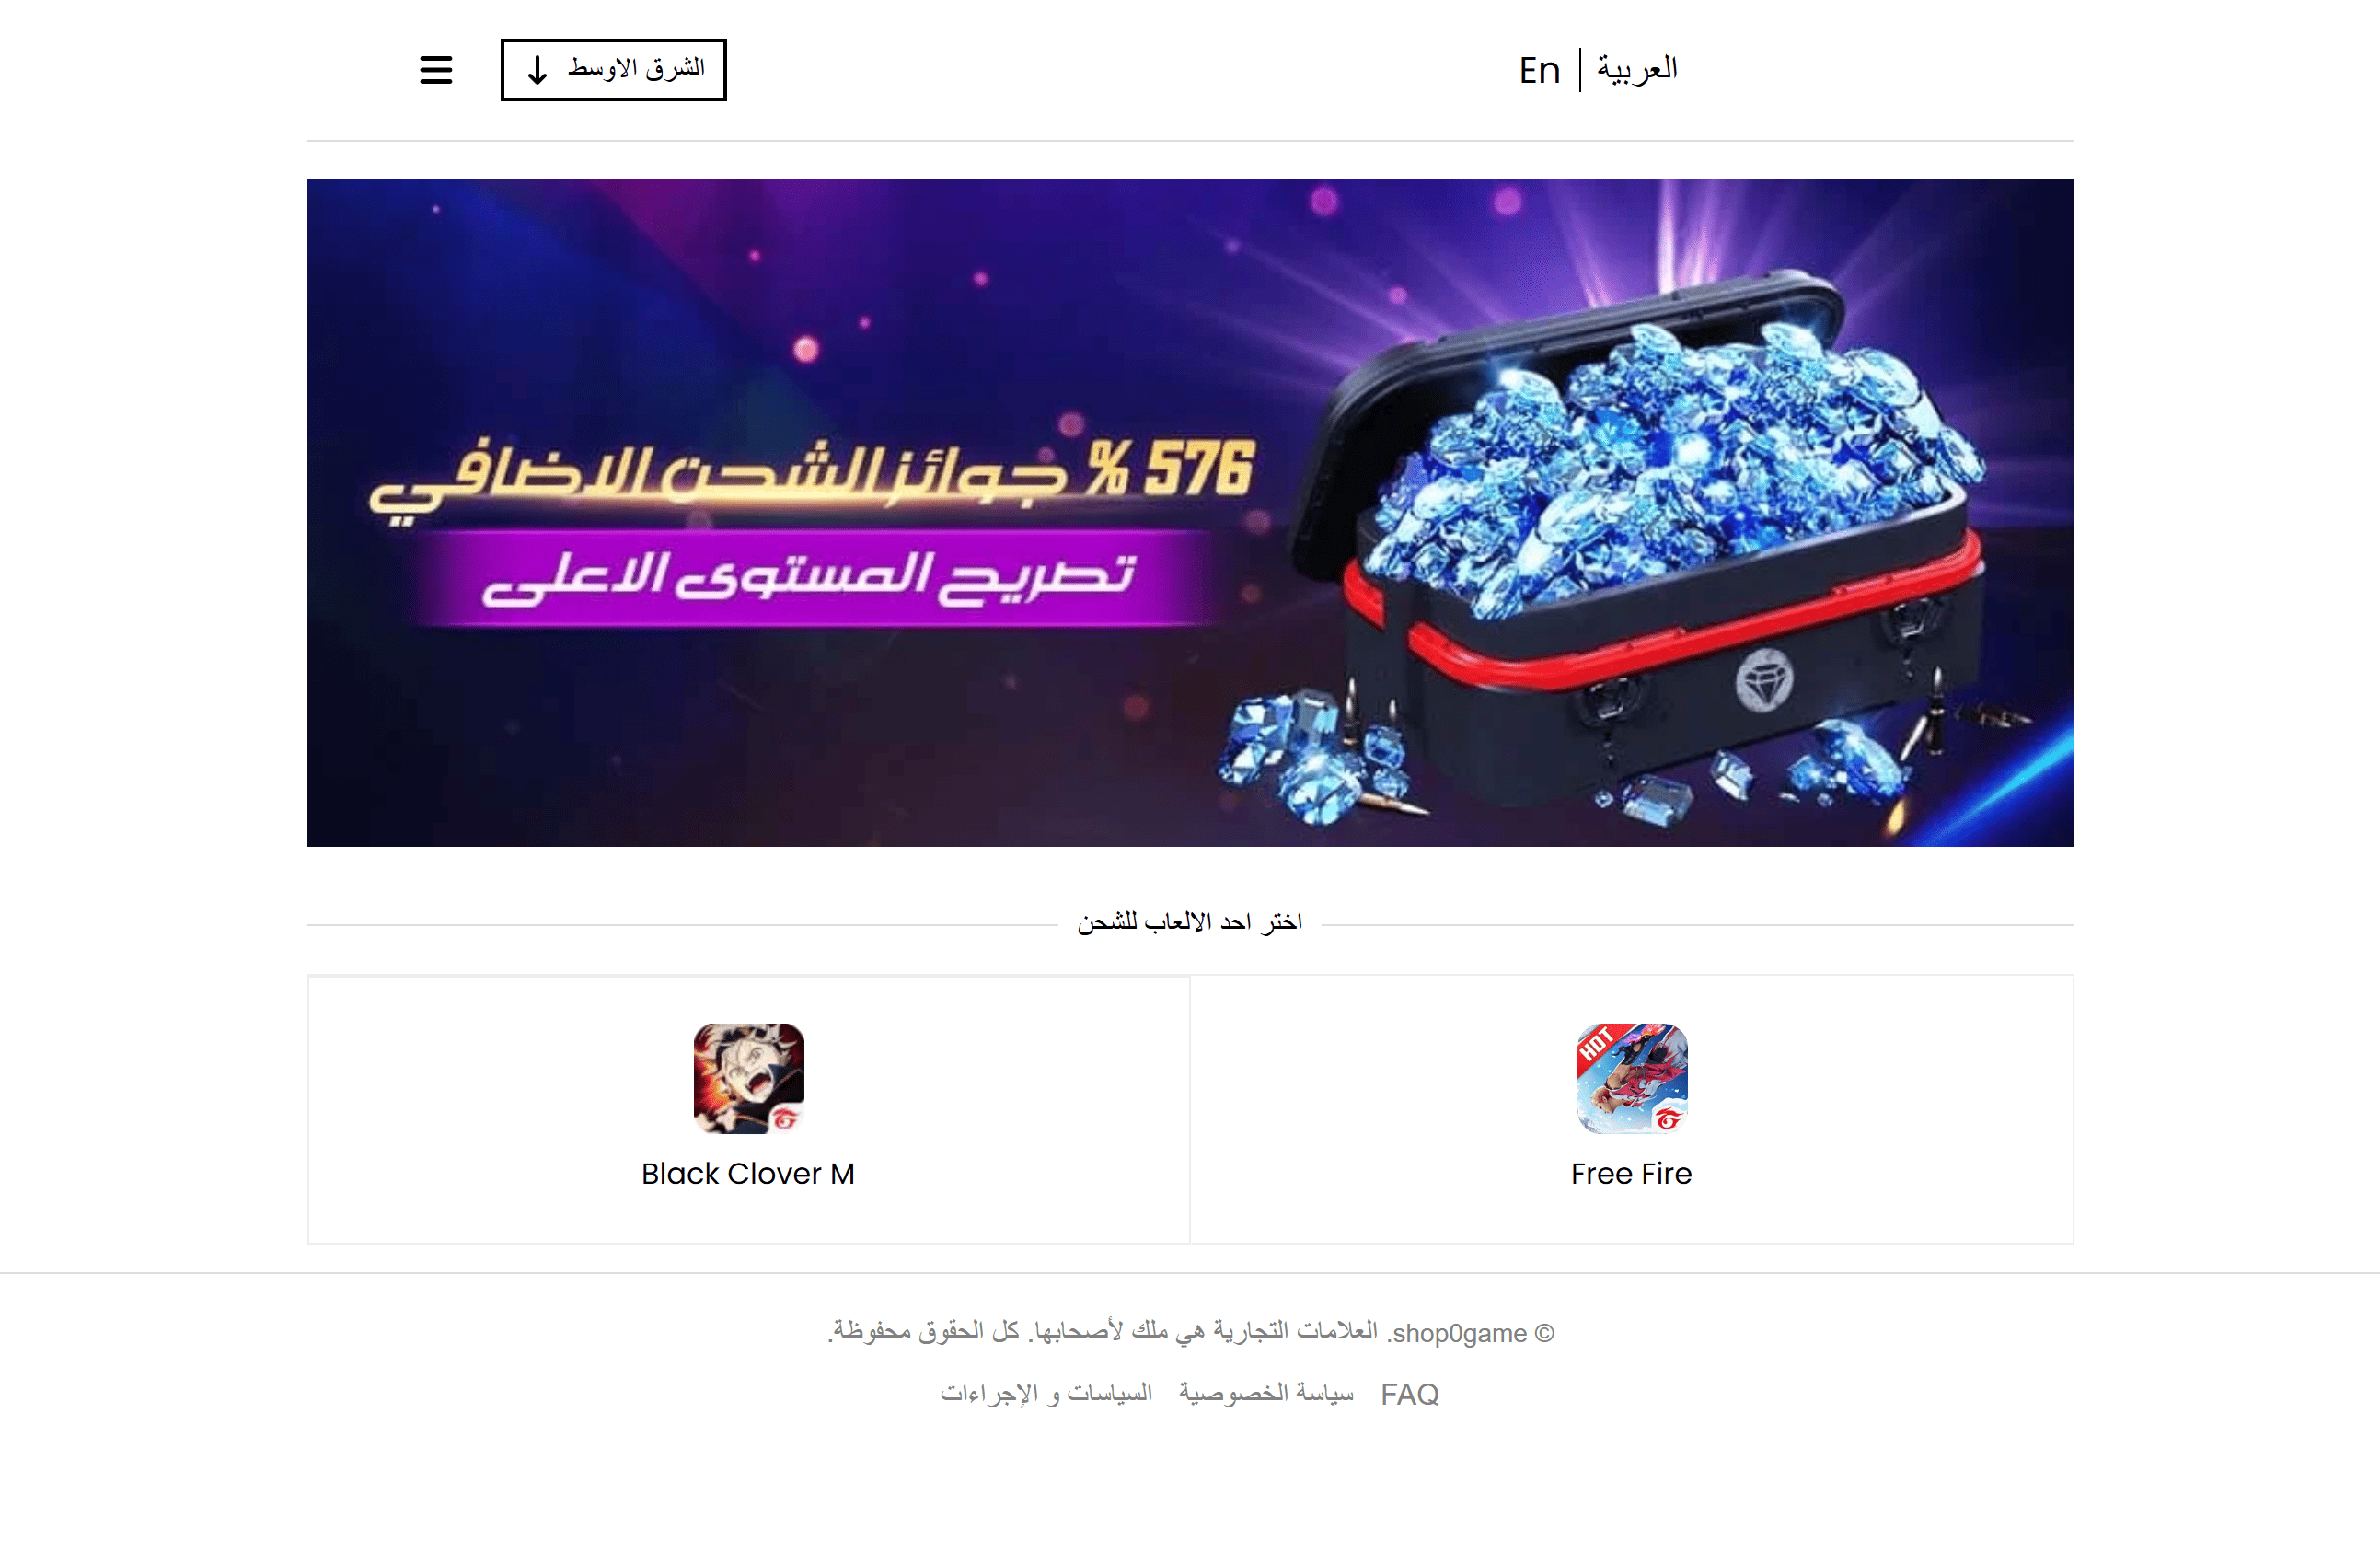 العربية | En
الشرق الاوسط
576 % جوائز الشحن الاضافي
تصريح المستوى الاعلى
اختر احد الالعاب للشحن
HOT
Free Fire
Black Clover M
© shop0game. العلامات التجارية هي ملك لأصحابها. كل الحقوق محفوظة.
FAQ سياسة الخصوصية السياسات و الإجراءات